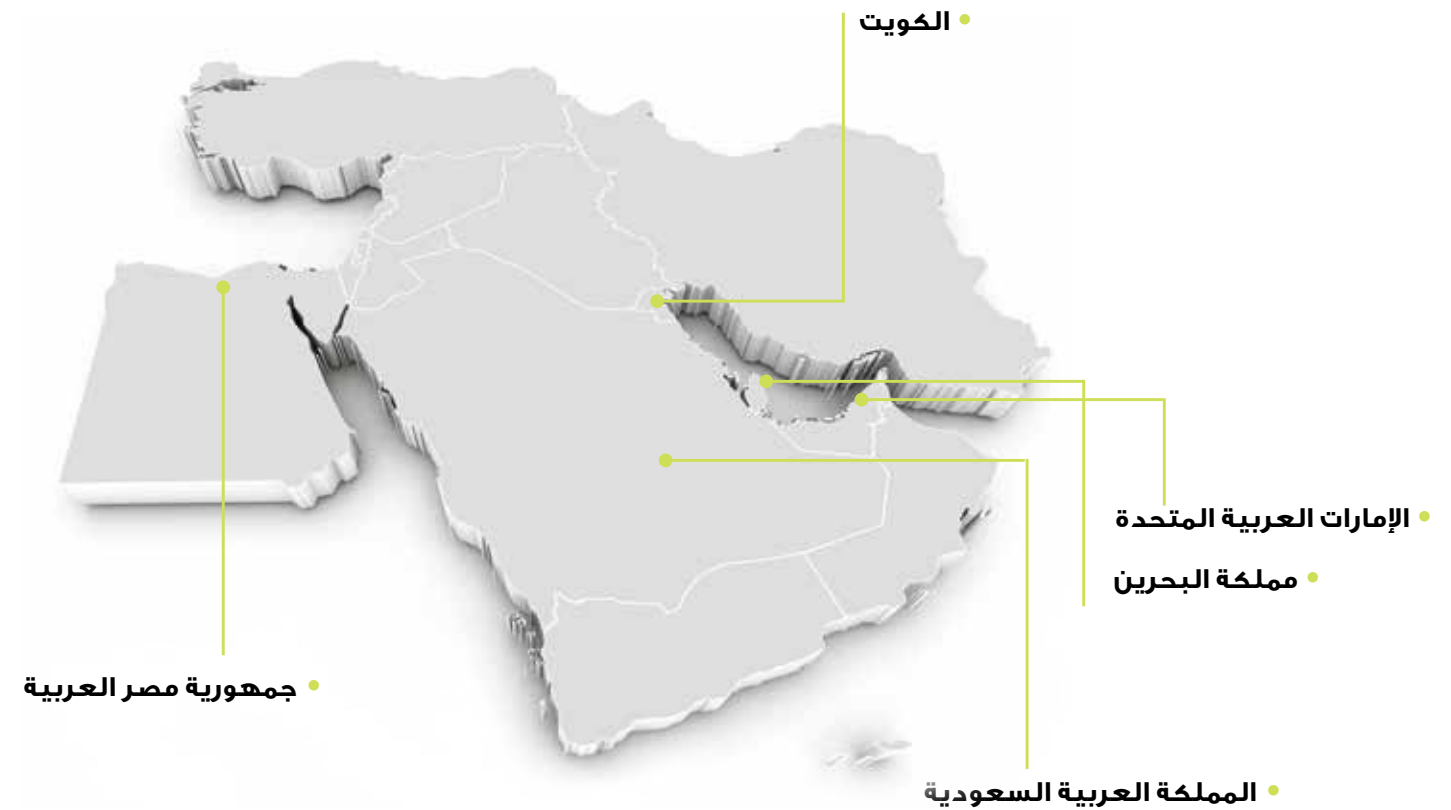 • الكويت
• الإمارات العربية المتحدة
• مملكة البحرين
• جمهورية مصر العربية
• المملكة العربية السعودية